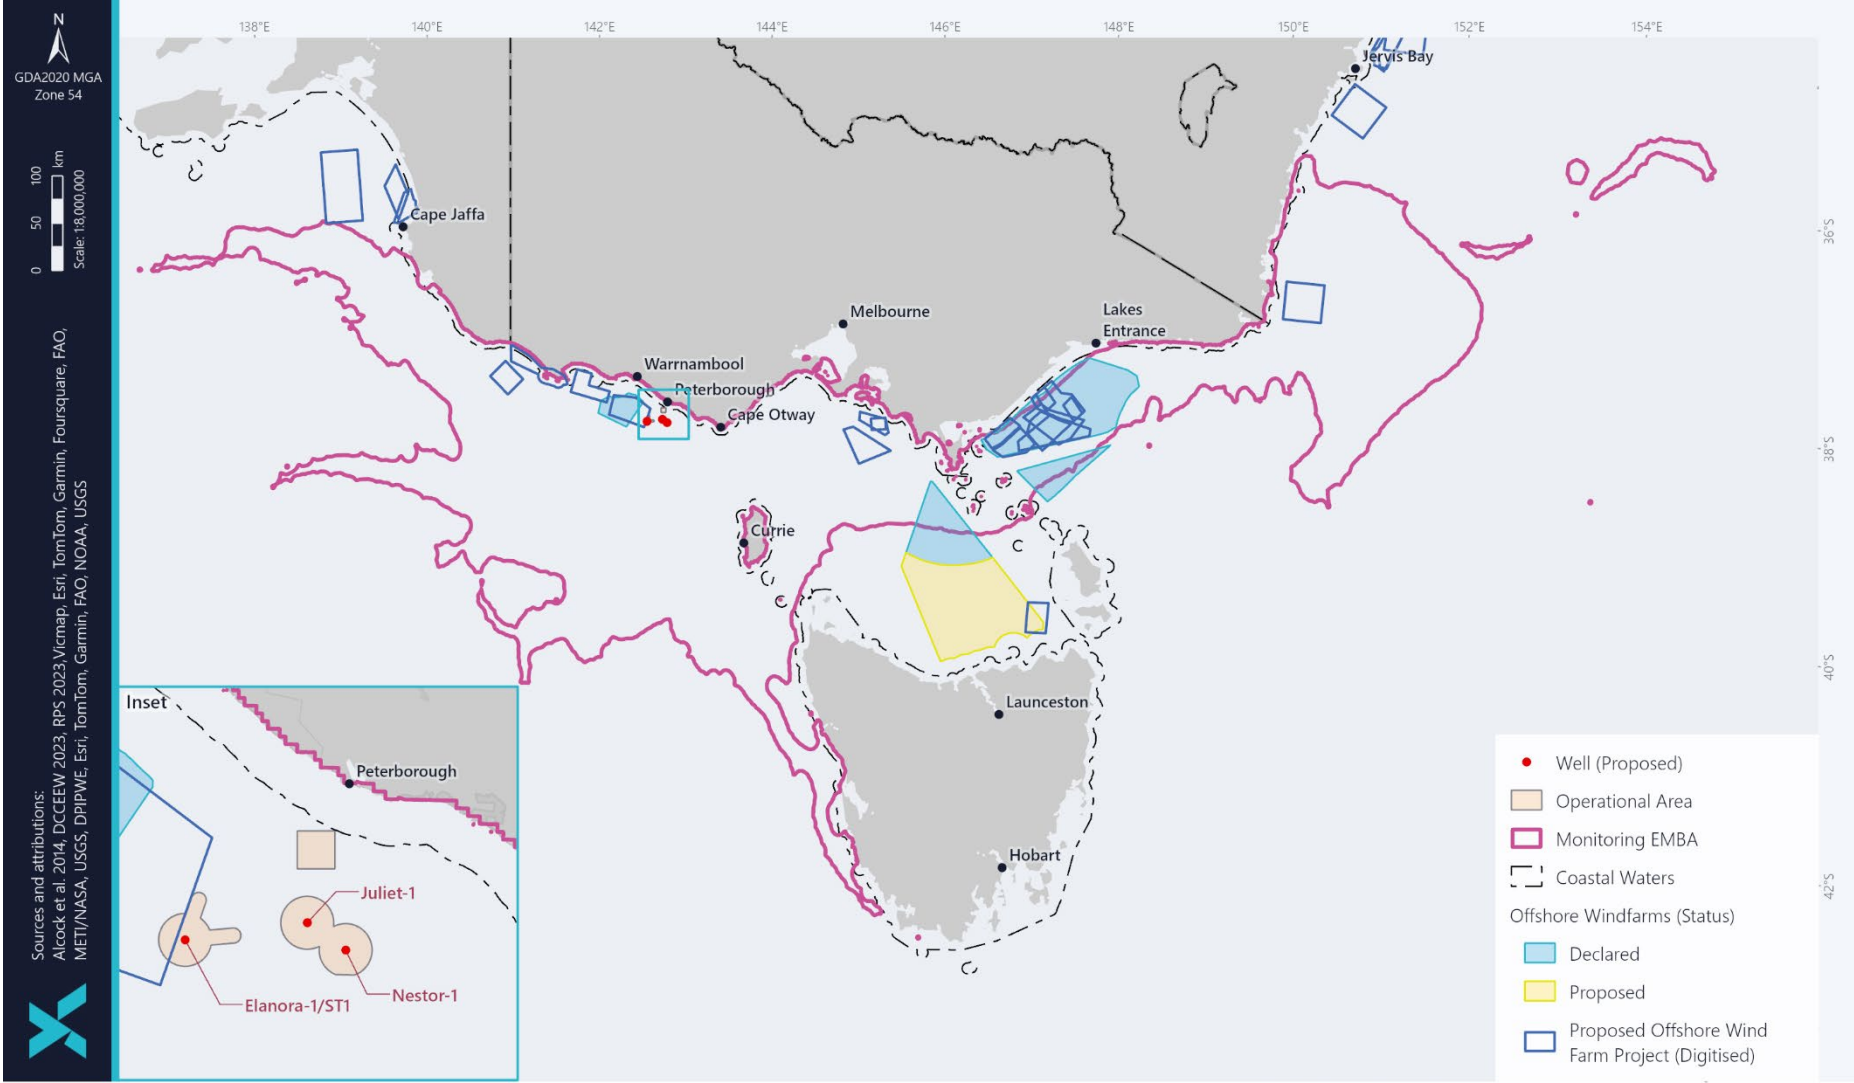 N
GDA2020 MGA
Zone 54
0 50 100 km
Scale: 1:8,000,000
Sources and attributions:
Alcock et al. 2014, DCCEEW 2023, RPS 2023,Vicmap, Esri, TomTom, Garmin, Foursquare, FAO,
METI/NASA, USGS, DPIPWE, Esri, TomTom, Garmin, FAO, NOAA, USGS
138°E 140°E 142°E 144°E 146°E 148°E 150°E 152°E 154°E
36°S
38°S
40°S
42°S
Jervis Bay
Cape Jaffa
Melbourne
Lakes
Entrance
Warrnambool
Peterborough
Cape Otway
Currie
Launceston
Hobart
Inset
Peterborough
Juliet-1
Nestor-1
Elanora-1/ST1
Well (Proposed)
Operational Area
Monitoring EMBA
Coastal Waters
Offshore Windfarms (Status)
Declared
Proposed
Proposed Offshore Wind
Farm Project (Digitised)